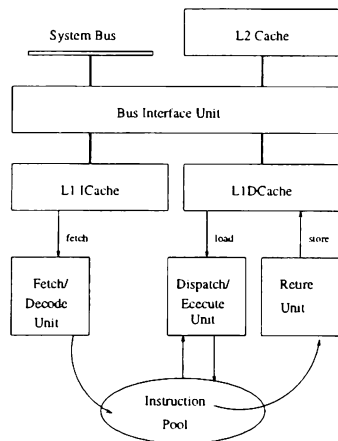 System Bus
L2 Cache
Bus Interface Unit
L1 ICache
L1DCache
fetch
load
store
Fetch/
Decode
Unit
Dispatch/
Ececute
Unit
Reture
Unit
Instruction
Pool